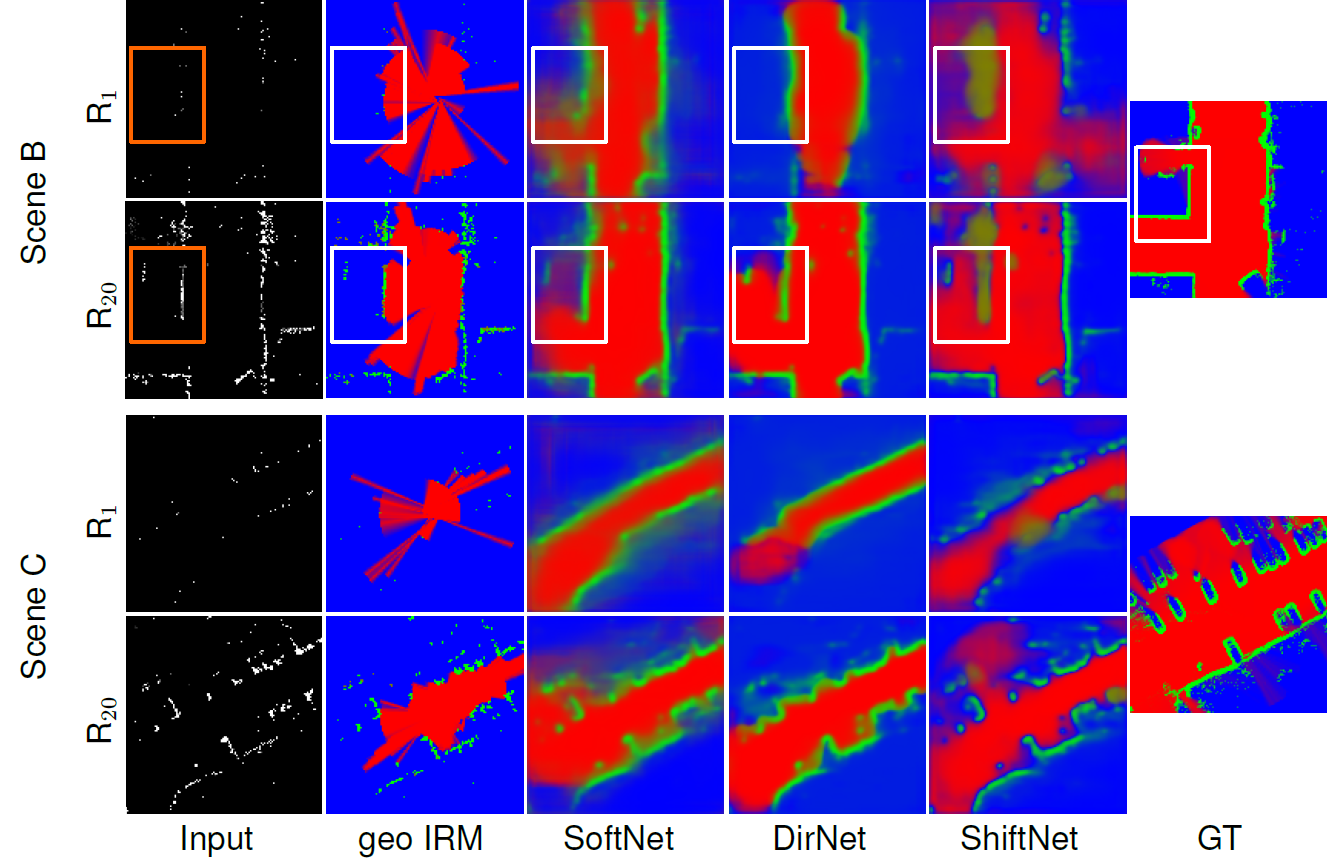 Scene B
R₁
R₂₀
Scene C
R₁
R₂₀
Input geo IRM SoftNet DirNet ShiftNet GT